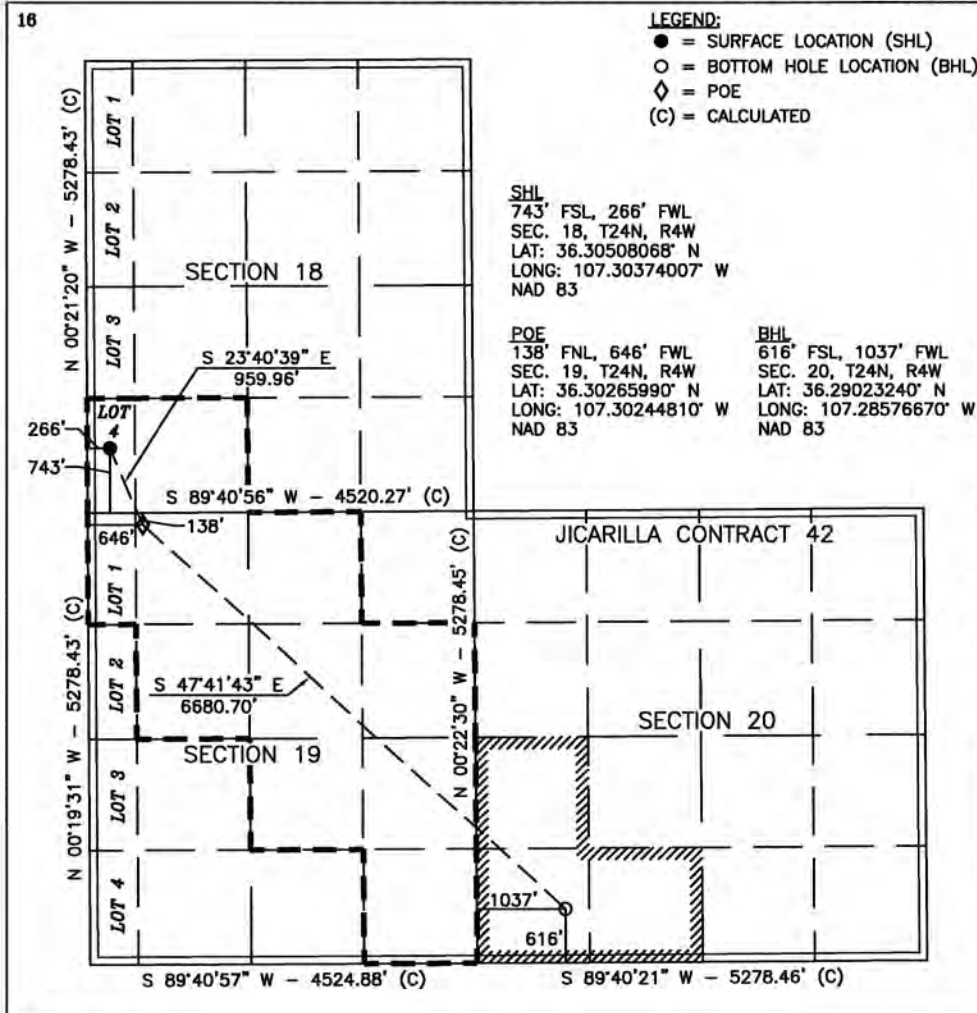 16
LEGEND:
● = SURFACE LOCATION (SHL)
○ = BOTTOM HOLE LOCATION (BHL)
◊ = POE
(C) = CALCULATED
SHL
743' FSL, 266' FWL
SEC. 18, T24N, R4W
LAT: 36.30508068° N
LONG: 107.30374007° W
NAD 83
POE
138' FNL, 646' FWL
SEC. 19, T24N, R4W
LAT: 36.30265990° N
LONG: 107.30244810° W
NAD 83
BHL
616' FSL, 1037' FWL
SEC. 20, T24N, R4W
LAT: 36.29023240° N
LONG: 107.28576670° W
NAD 83
N 00°21'20" W - 5278.43' (C)
LOT 1
LOT 2
LOT 3
SECTION 18
S 23°40'39" E
959.96'
LOT
4
266'
743'
S 89°40'56" W - 4520.27' (C)
138'
646'
JICARILLA CONTRACT 42
N 00°19'31 W - 5278.43' (C)
LOT 1
LOT 2
LOT 3
LOT 4
S 47°41'43" E
6680.70'
SECTION 19
N 00°22'30" W - 5278.45' (C)
SECTION 20
1037'
616'
S 89°40'57" W - 4524.88' (C)
S 89°40'21" W - 5278.46' (C)